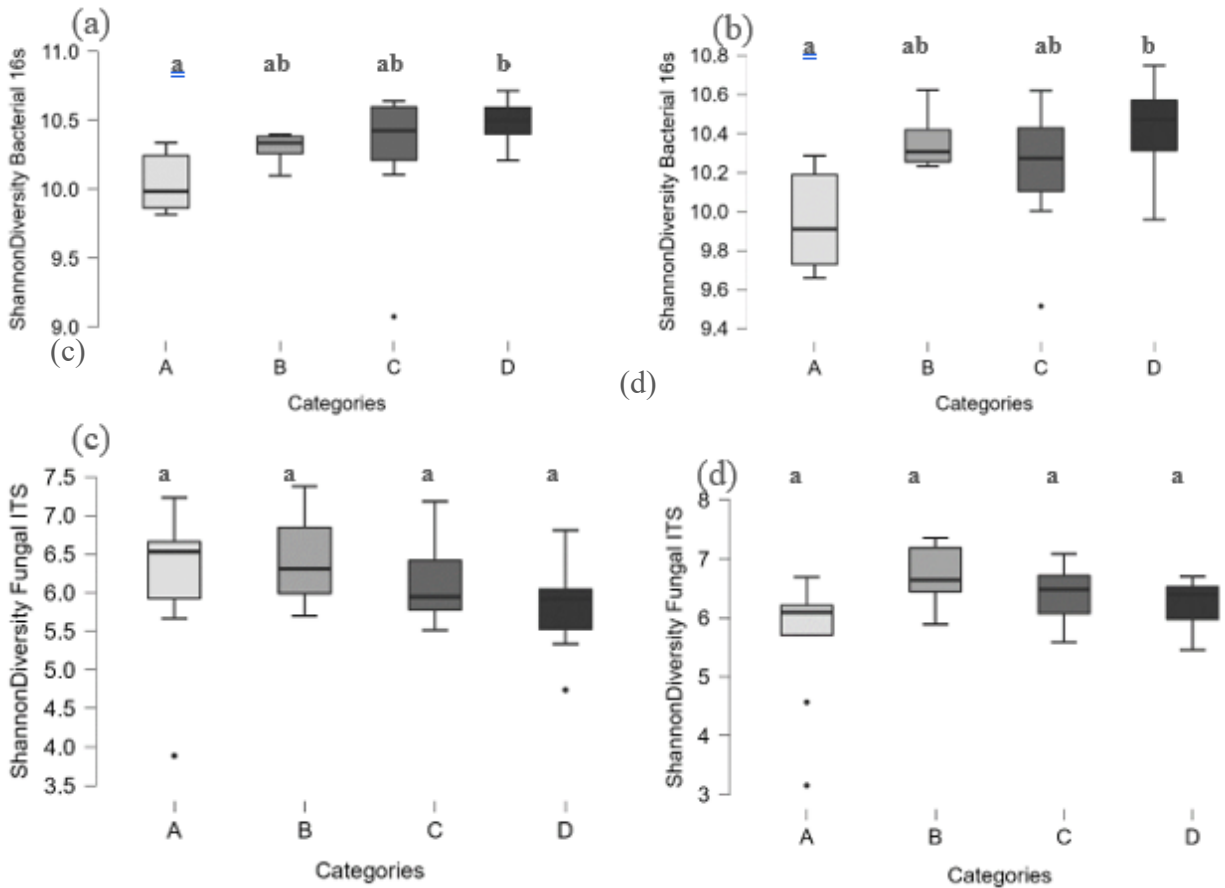 (a)
ShannonDiversity Bacterial 16s
11.0
10.5
10.0
9.5
9.0
a ab ab b
A B C D
Categories
(b)
ShannonDiversity Bacterial 16s
10.8
10.6
10.4
10.2
10.0
9.8
9.6
9.4
a ab ab b
A B C D
Categories
(c)
(d)
(c)
ShannonDiversity Fungal ITS
7.5
7.0
6.5
6.0
5.5
5.0
4.5
4.0
3.5
a a a a
A B C D
Categories
(d)
ShannonDiversity Fungal ITS
8
7
6
5
4
3
a a a a
A B C D
Categories